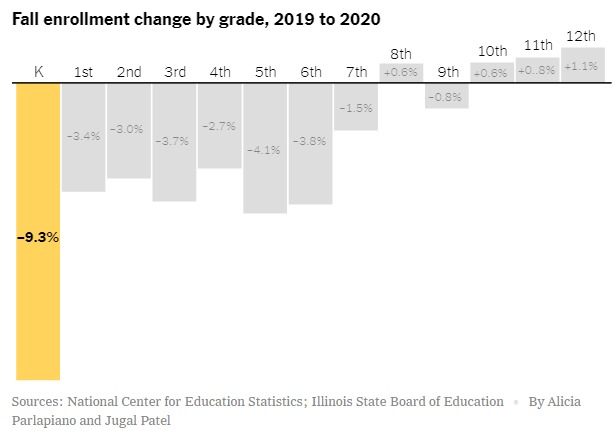 Fall enrollment change by grade, 2019 to 2020
K 1st 2nd 3rd 4th 5th 6th 7th 8th 9th 10th 11th 12th
−9.3% −3.4% −3.0% −3.7% −2.7% −4.1% −3.8% −1.5% +0.6% −0.8% +0.6% +0..8% +1.1%
Sources: National Center for Education Statistics; Illinois State Board of Education • By Alicia
Parlapiano and Jugal Patel